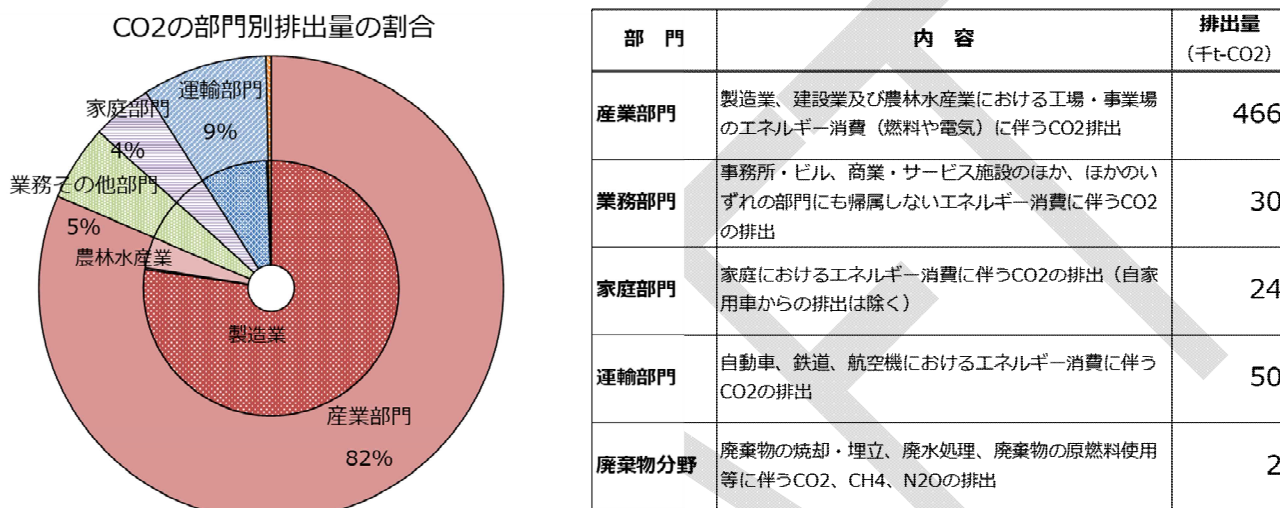 CO2の部門別排出量の割合
運輸部門
9%
家庭部門
4%
業務その他部門
5%
農林水産業
製造業
産業部門
82%
部 門
内 容
排出量
(千t-CO2)
産業部門
製造業、建設業及び農林水産業における工場・事業場
のエネルギー消費(燃料や電気)に伴うCO2排出
466
業務部門
事務所・ビル、商業・サービス施設のほか、ほかのい
ずれの部門にも帰属しないエネルギー消費に伴うCO2
の排出
30
家庭部門
家庭におけるエネルギー消費に伴うCO2の排出(自家
用車からの排出は除く)
24
運輸部門
自動車、鉄道、航空機におけるエネルギー消費に伴う
CO2の排出
50
廃棄物分野
廃棄物の焼却・埋立、廃水処理、廃棄物の原燃料使用
等に伴うCO2、CH4、N2Oの排出
2